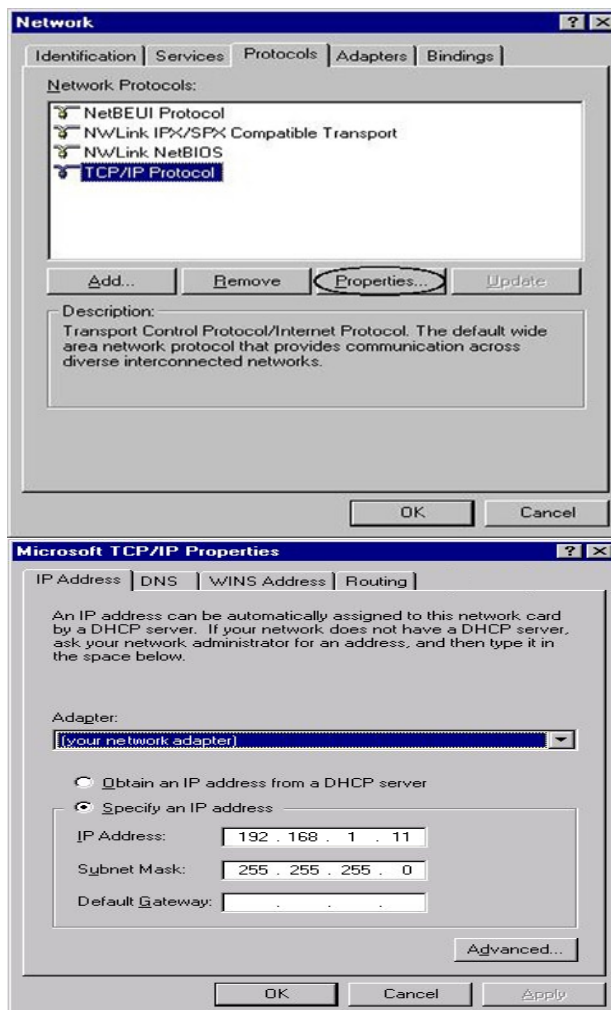 Network
Identification Services Protocols Adapters Bindings
Network Protocols:
NetBEUI Protocol
NWLink IPX/SPX Compatible Transport
NWLink NetBIOS
TCP/IP Protocol
Add... Remove Properties... Update
Description:
Transport Control Protocol/Internet Protocol. The default wide
area network protocol that provides communication across
diverse interconnected networks.
OK Cancel
Microsoft TCP/IP Properties
IP Address DNS WINS Address Routing
An IP address can be automatically assigned to this network card
by a DHCP server. If your network does not have a DHCP server,
ask your network administrator for an address, and then type it in
the space below.
Adapter:
(your network adapter)
Obtain an IP address from a DHCP server
Specify an IP address
IP Address: 192 . 168 . 1 . 11
Subnet Mask: 255 . 255 . 255 . 0
Default Gateway: . . .
Advanced...
OK Cancel Apply